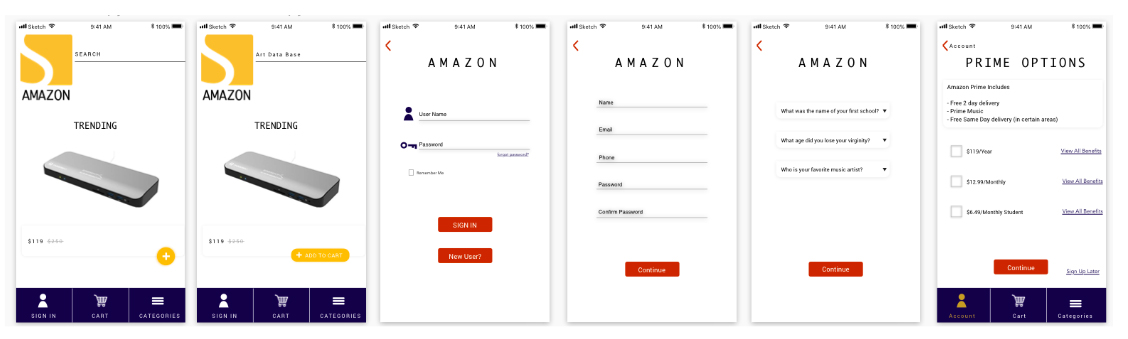 Sketch 9:41 AM 100%
SEARCH
AMAZON
TRENDING
$119 $250
SIGN IN CART CATEGORIES
Sketch 9:41 AM 100%
Art Data Base
AMAZON
TRENDING
$119 $250
+ ADD TO CART
SIGN IN CART CATEGORIES
Sketch 9:41 AM 100%
AMAZON
User Name
Password
Forgot password?
Remember Me
SIGN IN
New User?
Sketch 9:41 AM 100%
AMAZON
Name
Email
Phone
Password
Confirm Password
Continue
Sketch 9:41 AM 100%
AMAZON
What was the name of your first school?
What age did you lose your virginity?
Who is your favorite music artist?
Continue
Sketch 9:41 AM 100%
Account
PRIME OPTIONS
Amazon Prime Includes
- Free 2 day delivery
- Prime Music
- Free Same Day delivery (in certain areas)
$119/Year View All Benefits
$12.99/Monthly View All Benefits
$6.49/Monthly Student View All Benefits
Continue
Sign Up Later
Account Cart Categories